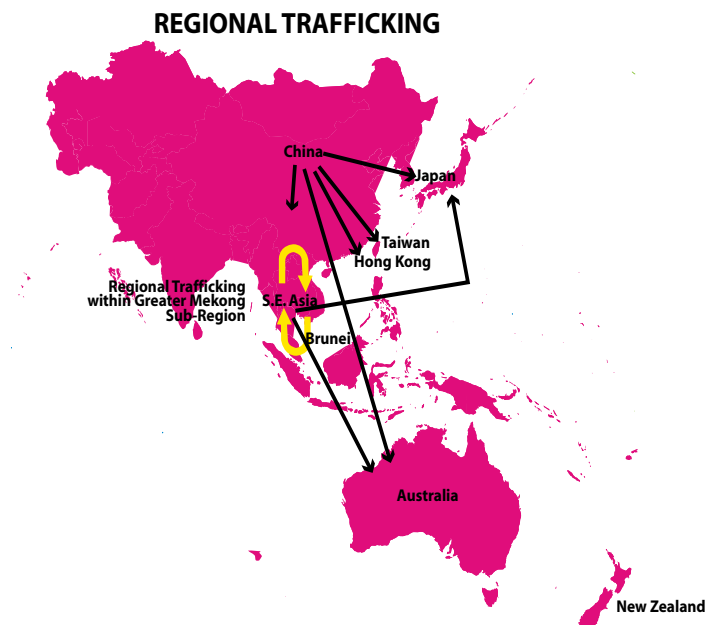 REGIONAL TRAFFICKING
China
Japan
Taiwan
Hong Kong
Regional Trafficking
within Greater Mekong
Sub-Region
S.E. Asia
Brunei
Australia
New Zealand